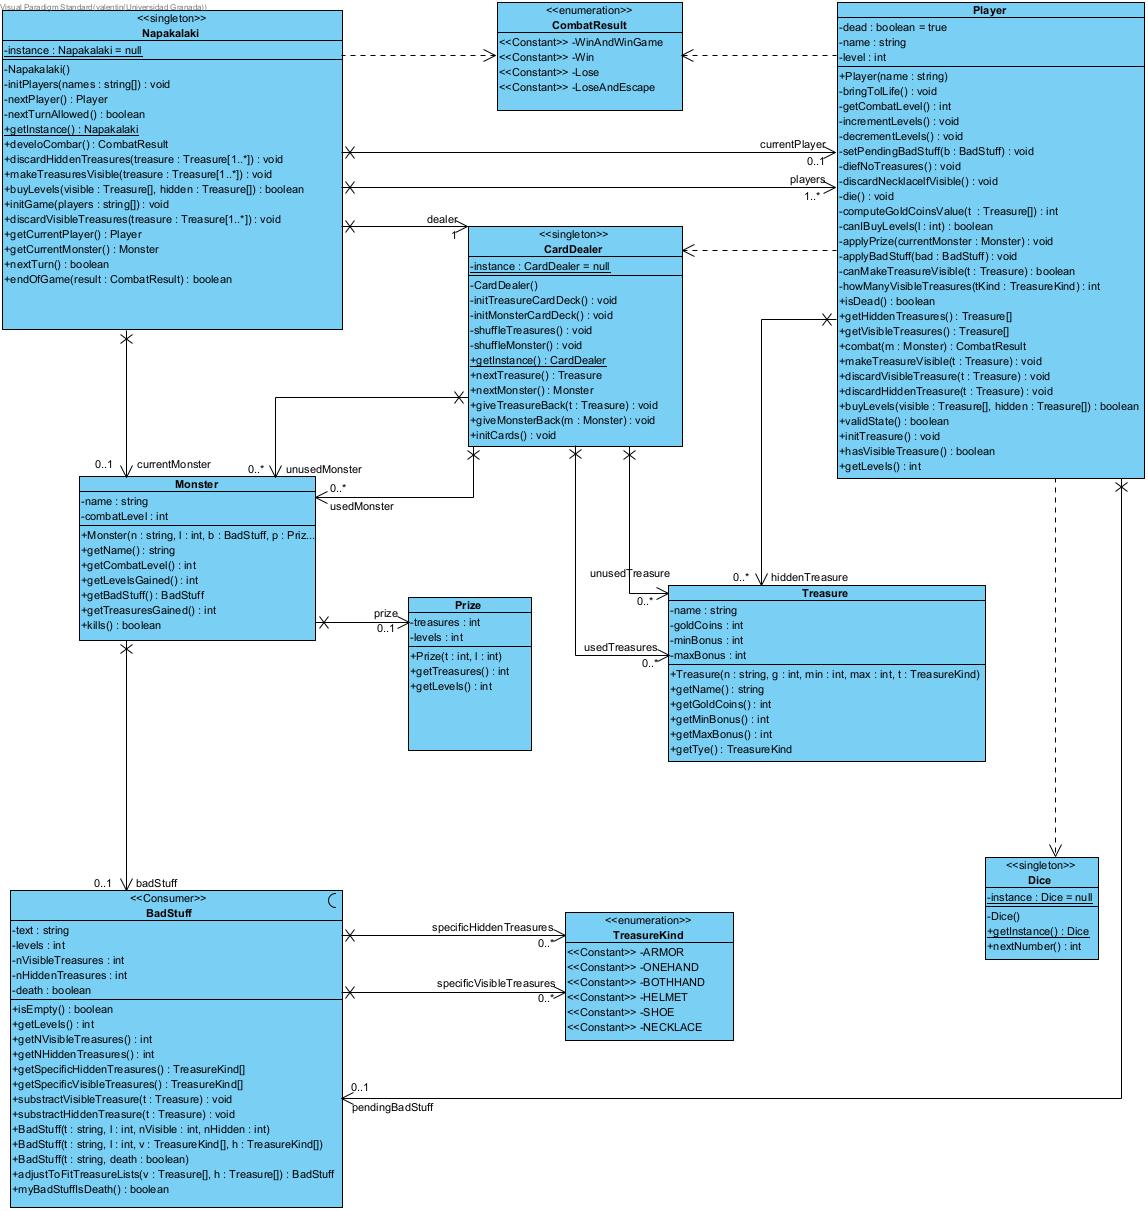 Visual Paradigm Standard(valentin(Universidad Granada))
<<singleton>>
Napakalaki
-instance : Napakalaki = null
-Napakalaki()
-initPlayers(names : string[]) : void
-nextPlayer() : Player
-nextTurnAllowed() : boolean
+getInstance() : Napakalaki
+develoCombar() : CombatResult
+discardHiddenTreasures(treasure : Treasure[1..*]) : void
+makeTreasuresVisible(treasure : Treasure[1..*]) : void
+buyLevels(visible : Treasure[], hidden : Treasure[]) : boolean
+initGame(players : string[]) : void
+discardVisibleTreasures(treasure : Treasure[1..*]) : void
+getCurrentPlayer() : Player
+getCurrentMonster() : Monster
+nextTurn() : boolean
+endOfGame(result : CombatResult) : boolean
<<enumeration>>
CombatResult
<<Constant>> -WinAndWinGame
<<Constant>> -Win
<<Constant>> -Lose
<<Constant>> -LoseAndEscape
Player
-dead : boolean = true
-name : string
-level : int
+Player(name : string)
-bringTolLife() : void
-getCombatLevel() : int
-incrementLevels() : void
-decrementLevels() : void
-setPendingBadStuff(b : BadStuff) : void
-diefNoTreasures() : void
-discardNecklaceIfVisible() : void
-die() : void
-computeGoldCoinsValue(t : Treasure[]) : int
-canIBuyLevels(l : int) : boolean
-applyPrize(currentMonster : Monster) : void
-applyBadStuff(bad : BadStuff) : void
-canMakeTreasureVisible(t : Treasure) : boolean
-howManyVisibleTreasures(tKind : TreasureKind) : int
+isDead() : boolean
+getHiddenTreasures() : Treasure[]
+getVisibleTreasures() : Treasure[]
+combat(m : Monster) : CombatResult
+makeTreasureVisible(t : Treasure) : void
+discardVisibleTreasure(t : Treasure) : void
+discardHiddenTreasure(t : Treasure) : void
+buyLevels(visible : Treasure[], hidden : Treasure[]) : boolean
+validState() : boolean
+initTreasure() : void
+hasVisibleTreasure() : boolean
+getLevels() : int
currentPlayer
0..1
players
1..*
dealer
1
<<singleton>>
CardDealer
-instance : CardDealer = null
-CardDealer()
-initTreasureCardDeck() : void
-initMonsterCardDeck() : void
-shuffleTreasures() : void
-shuffleMonster() : void
+getInstance() : CardDealer
+nextTreasure() : Treasure
+nextMonster() : Monster
+giveTreasureBack(t : Treasure) : void
+giveMonsterBack(m : Monster) : void
+initCards() : void
0..1
currentMonster
0..*
unusedMonster
0..*
usedMonster
Monster
-name : string
-combatLevel : int
+Monster(n : string, l : int, b : BadStuff, p : Priz...
+getName() : string
+getCombatLevel() : int
+getLevelsGained() : int
+getBadStuff() : BadStuff
+getTreasuresGained() : int
+kills() : boolean
prize
0..1
Prize
-treasures : int
-levels : int
+Prize(t : int, l : int)
+getTreasures() : int
+getLevels() : int
unusedTreasure
0..*
usedTreasures
0..*
0..*
hiddenTreasure
Treasure
-name : string
-goldCoins : int
-minBonus : int
-maxBonus : int
+Treasure(n : string, g : int, min : int, max : int, t : TreasureKind)
+getName() : string
+getGoldCoins() : int
+getMinBonus() : int
+getMaxBonus() : int
+getTye() : TreasureKind
<<singleton>>
Dice
-instance : Dice = null
-Dice()
+getInstance() : Dice
+nextNumber() : int
0..1
badStuff
<<Consumer>>
BadStuff
-text : string
-levels : int
-nVisibleTreasures : int
-nHiddenTreasures : int
-death : boolean
+isEmpty() : boolean
+getLevels() : int
+getNVisibleTreasures() : int
+getNHiddenTreasures() : int
+getSpecificHiddenTreasures() : TreasureKind[]
+getSpecificVisibleTreasures() : TreasureKind[]
+substractVisibleTreasure(t : Treasure) : void
+substractHiddenTreasure(t : Treasure) : void
+BadStuff(t : string, l : int, nVisible : int, nHidden : int)
+BadStuff(t : string, l : int, v : TreasureKind[], h : TreasureKind[])
+BadStuff(t : string, death : boolean)
+adjustToFitTreasureLists(v : Treasure[], h : Treasure[]) : BadStuff
+myBadStuffIsDeath() : boolean
specificHiddenTreasures
0..*
specificVisibleTreasures
0..*
<<enumeration>>
TreasureKind
<<Constant>> -ARMOR
<<Constant>> -ONEHAND
<<Constant>> -BOTHHAND
<<Constant>> -HELMET
<<Constant>> -SHOE
<<Constant>> -NECKLACE
0..1
pendingBadStuff